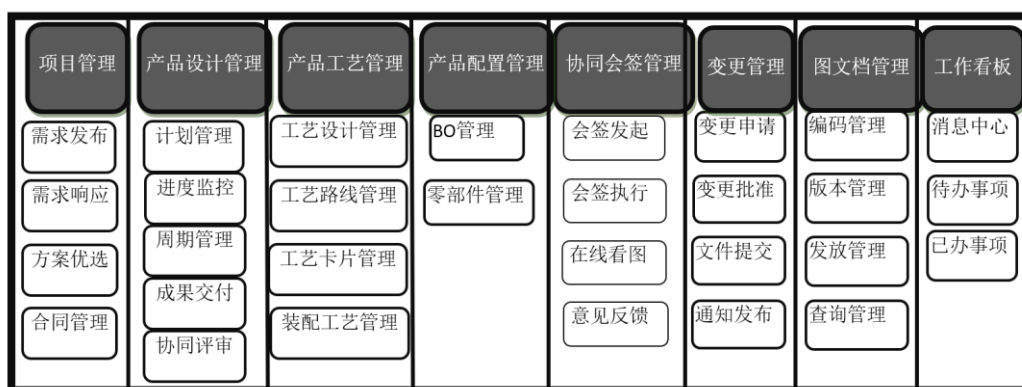 项目管理
需求发布
需求响应
方案优选
合同管理
产品设计管理
计划管理
进度监控
周期管理
成果交付
协同评审
产品工艺管理
工艺设计管理
工艺路线管理
工艺卡片管理
装配工艺管理
产品配置管理
BO管理
零部件管理
协同会签管理
会签发起
会签执行
在线看图
意见反馈
变更管理
变更申请
变更批准
文件提交
通知发布
图文档管理
编码管理
版本管理
发放管理
查询管理
工作看板
消息中心
待办事项
已办事项